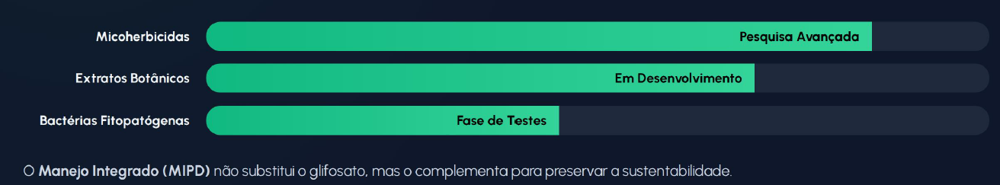 Micoherbicidas Pesquisa Avançada
Extratos Botânicos Em Desenvolvimento
Bactérias Fitopatógenas Fase de Testes
O Manejo Integrado (MIPD) não substitui o glifosato, mas o complementa para preservar a sustentabilidade.